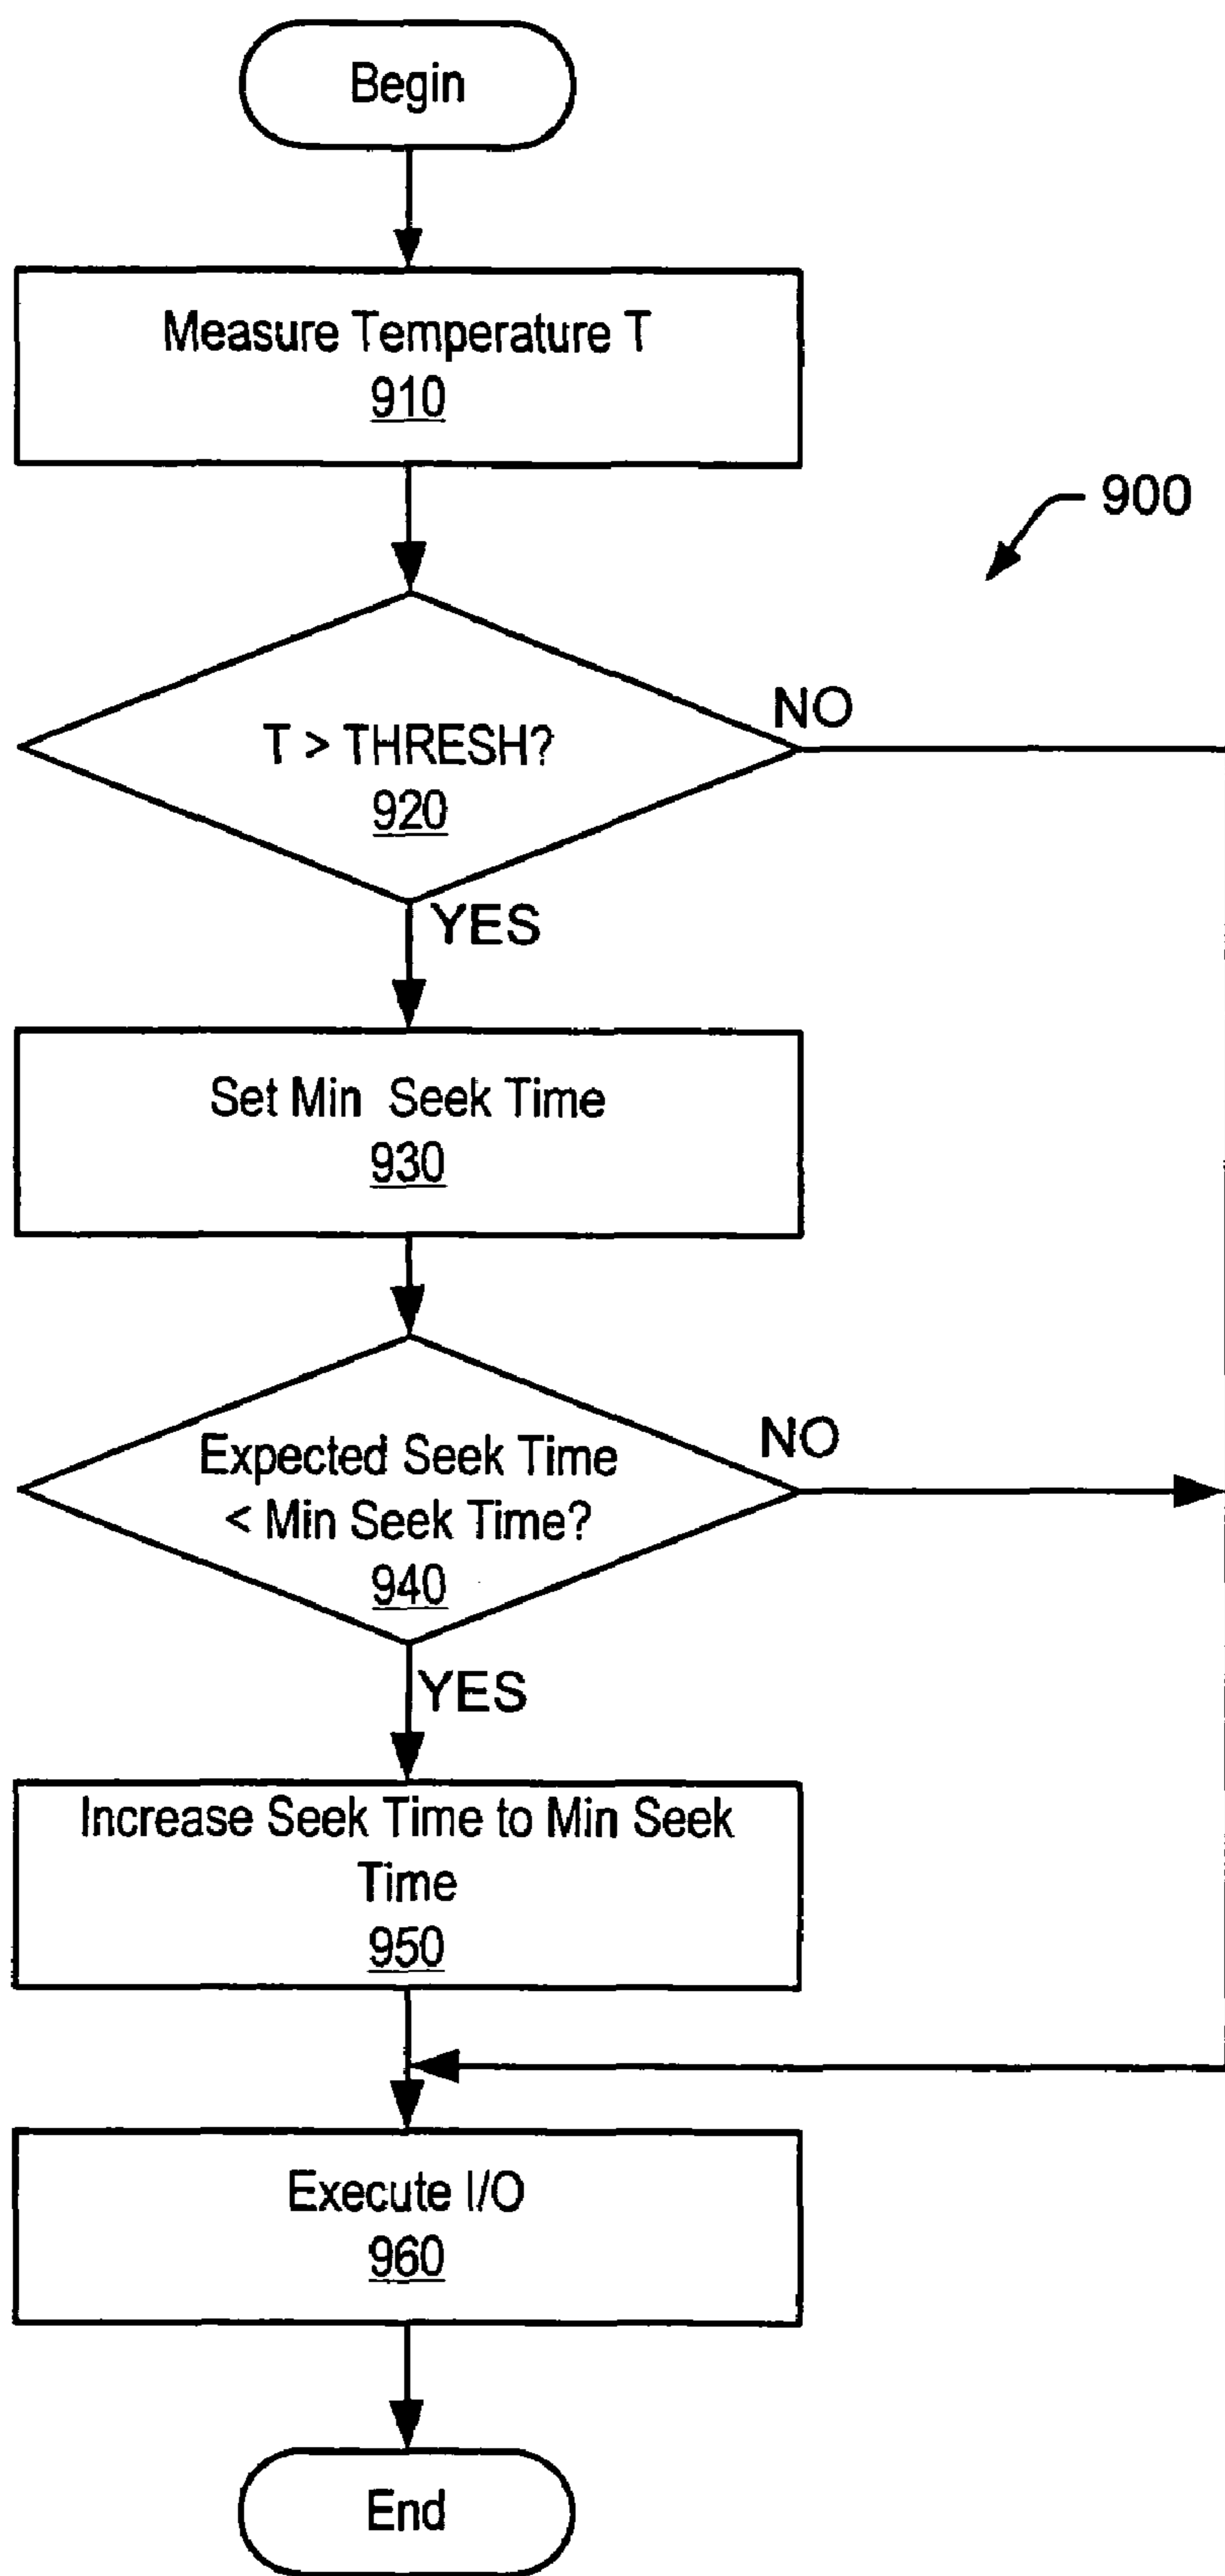 Begin
Measure Temperature T
910
900
T > THRESH?
920
NO
YES
Set Min Seek Time
930
Expected Seek Time
< Min Seek Time?
940
NO
YES
Increase Seek Time to Min Seek
Time
950
Execute I/O
960
End